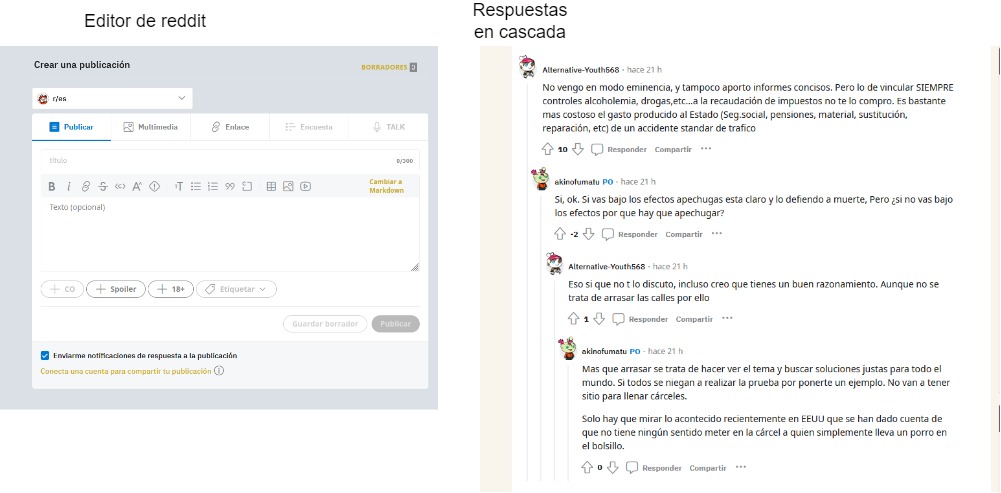 Editor de reddit
Crear una publicación
BORRADORES 0
r/es
Publicar
Multimedia
Enlace
Encuesta
TALK
título
0/300
B i
T
99
Cambiar a
Markdown
Texto (opcional)
+ CO
+ Spoiler
+ 18+
Etiquetar
Guardar borrador
Publicar
Enviarme notificaciones de respuesta a la publicación
Conecta una cuenta para compartir tu publicación
Respuestas
en cascada
Alternative-Youth568 · hace 21 h
No vengo en modo eminencia, y tampoco aporto informes concisos. Pero lo de vincular SIEMPRE
controles alcoholemia, drogas,etc...a la recaudación de impuestos no te lo compro. Es bastante
mas costoso el gasto producido al Estado (Seg.social, pensiones, material, sustitución,
reparación, etc) de un accidente standar de trafico
10 Responder Compartir ···
akinofumatu PO · hace 21 h
Si, ok. Si vas bajo los efectos apechugas esta claro y lo defiendo a muerte, Pero ¿si no vas bajo
los efectos por que hay que apechugar?
-2 Responder Compartir ···
Alternative-Youth568 · hace 21 h
Eso si que no t lo discuto, incluso creo que tienes un buen razonamiento. Aunque no se
trata de arrasar las calles por ello
1 Responder Compartir ···
akinofumatu PO · hace 21 h
Mas que arrasar se trata de hacer ver el tema y buscar soluciones justas para todo el
mundo. Si todos se niegan a realizar la prueba por ponerte un ejemplo. No van a tener
sitio para llenar cárceles.
Solo hay que mirar lo acontecido recientemente en EEUU que se han dado cuenta de
que no tiene ningún sentido meter en la cárcel a quien simplemente lleva un porro en
el bolsillo.
0 Responder Compartir ···